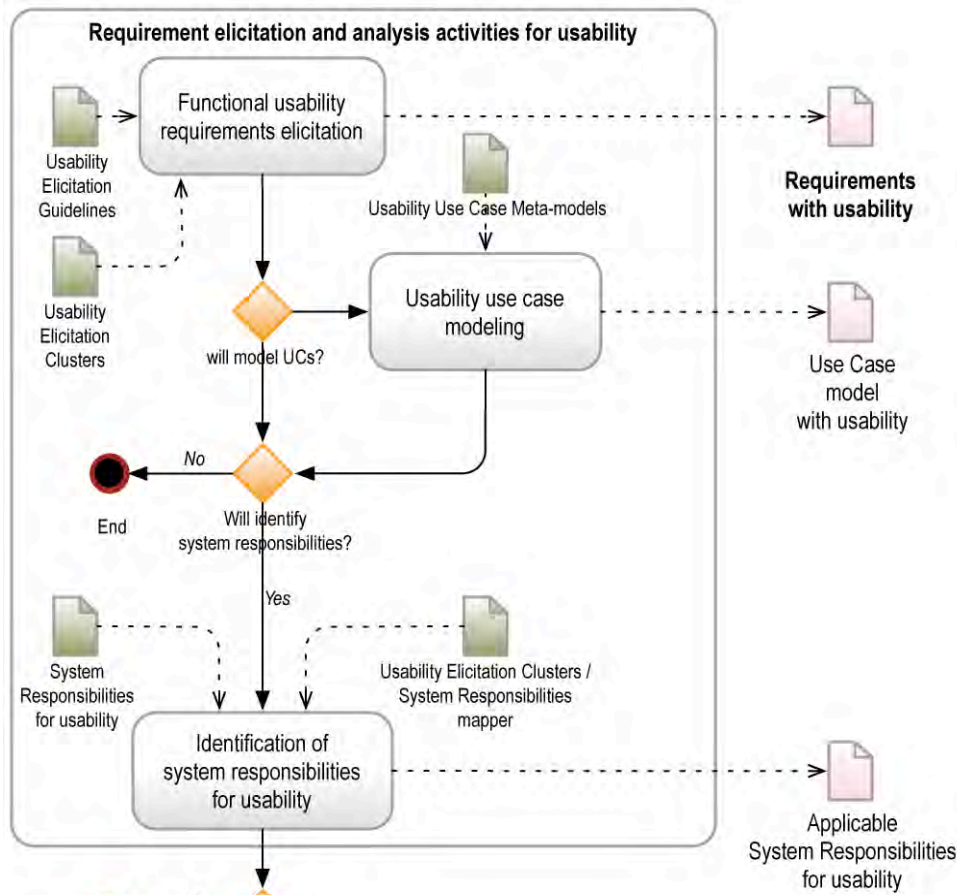 Requirement elicitation and analysis activities for usability
Functional usability
requirements elicitation
Usability
Elicitation
Guidelines
Usability Use Case Meta-models
Requirements
with usability
Usability
Elicitation
Clusters
will model UCs?
Usability use case
modeling
Use Case
model
with usability
No
End
Will identify
system responsibilities?
Yes
System
Responsibilities
for usability
Usability Elicitation Clusters /
System Responsibilities
mapper
Identification of
system responsibilities
for usability
Applicable
System Responsibilities
for usability